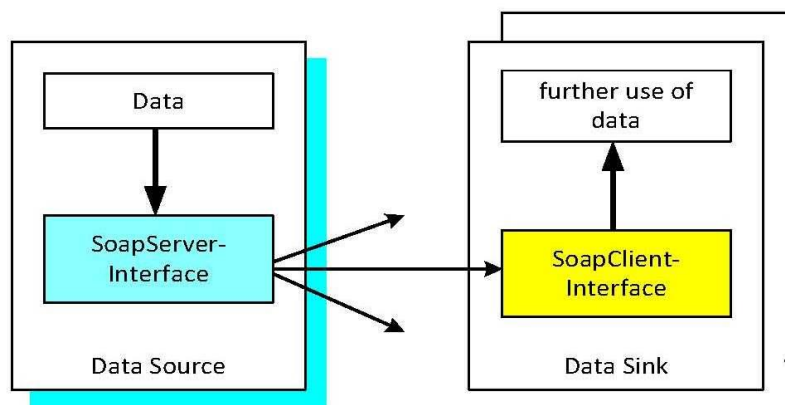 Data
SoapServer-
Interface
Data Source
further use of
data
SoapClient-
Interface
Data Sink